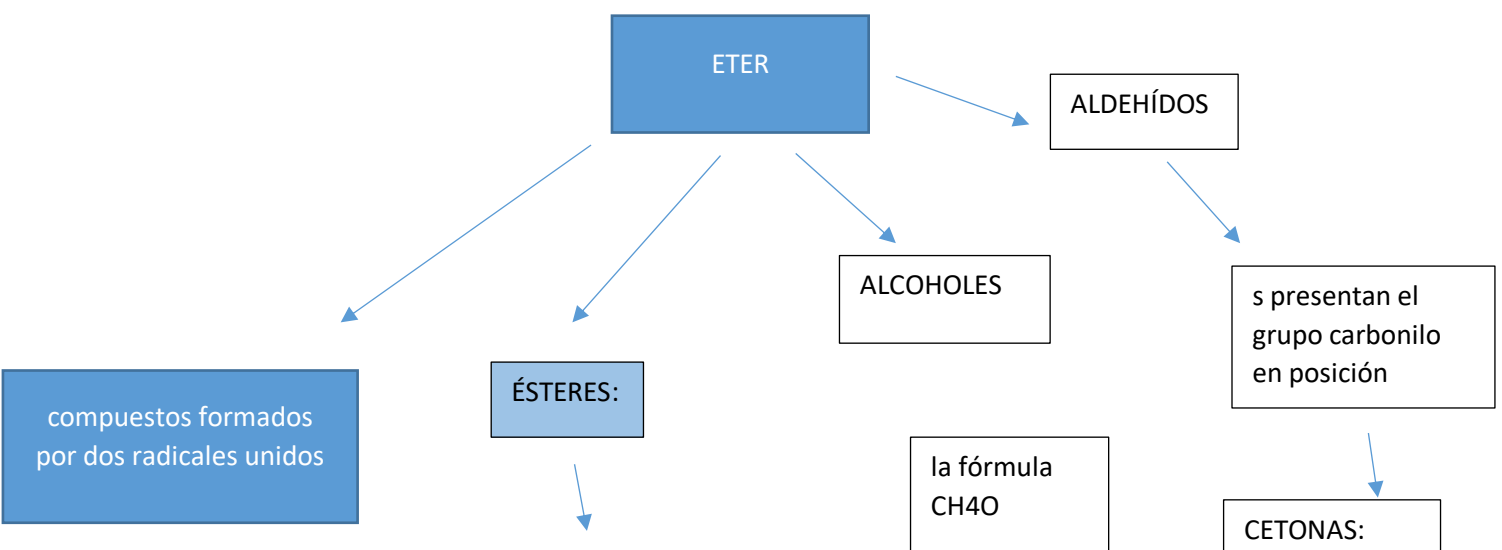 ETER
ALDEHÍDOS
ALCOHOLES
s presentan el
grupo carbonilo
en posición
compuestos formados
por dos radicales unidos
ÉSTERES:
la fórmula
CH4O
CETONAS: